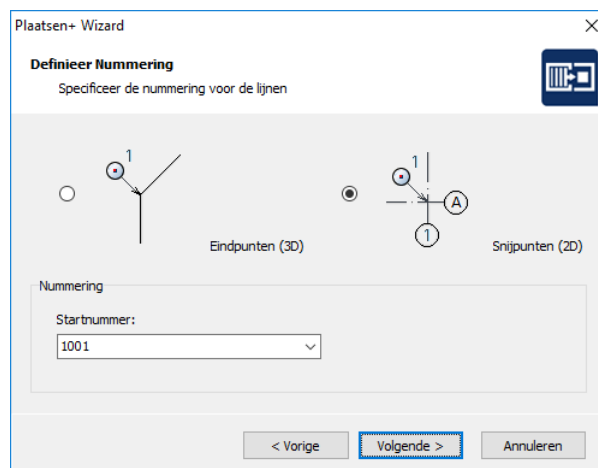 Plaatsen+ Wizard
Definieer Nummering
Specificeer de nummering voor de lijnen
1
1
A
1
Eindpunten (3D)
Snijpunten (2D)
Nummering
Startnummer:
1001
< Vorige
Volgende >
Annuleren